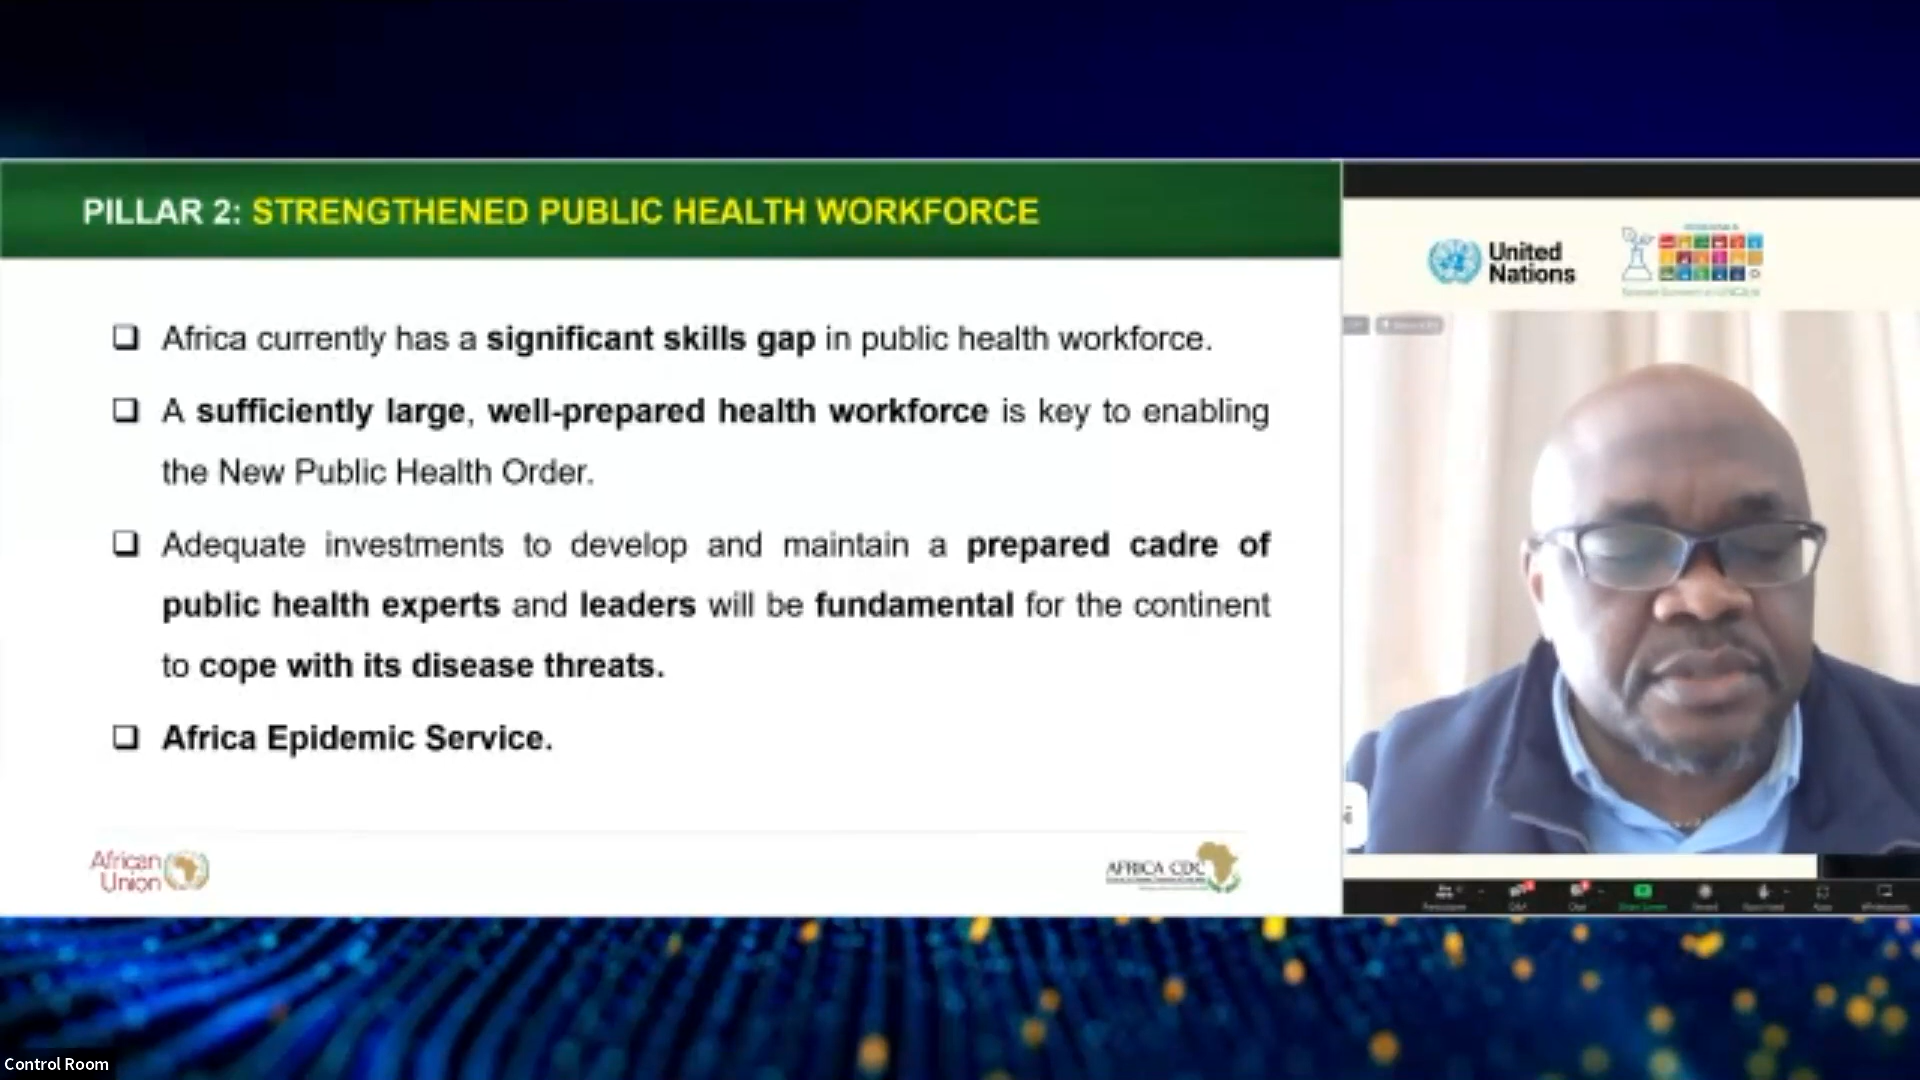 PILLAR 2: STRENGTHENED PUBLIC HEALTH WORKFORCE
Africa currently has a significant skills gap in public health workforce.
A sufficiently large, well-prepared health workforce is key to enabling
the New Public Health Order.
Adequate investments to develop and maintain a prepared cadre of
public health experts and leaders will be fundamental for the continent
to cope with its disease threats.
Africa Epidemic Service.
African
Union
AFRICA CDC
United
Nations
Control Room